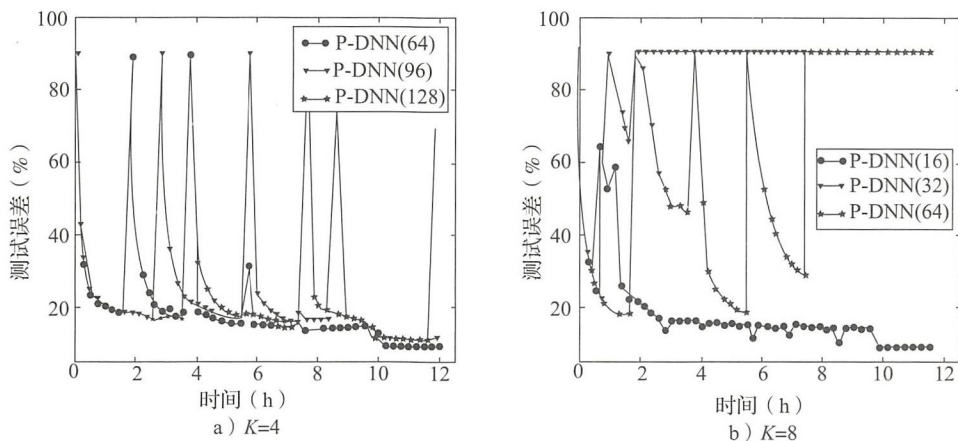 100
80
60
40
20
测试误差（%）
P-DNN(64)
P-DNN(96)
P-DNN(128)
0 2 4 6 8 10 12
时间（h）
a）K=4
100
80
60
40
20
测试误差（%）
P-DNN(16)
P-DNN(32)
P-DNN(64)
0 2 4 6 8 10 12
时间（h）
b）K=8